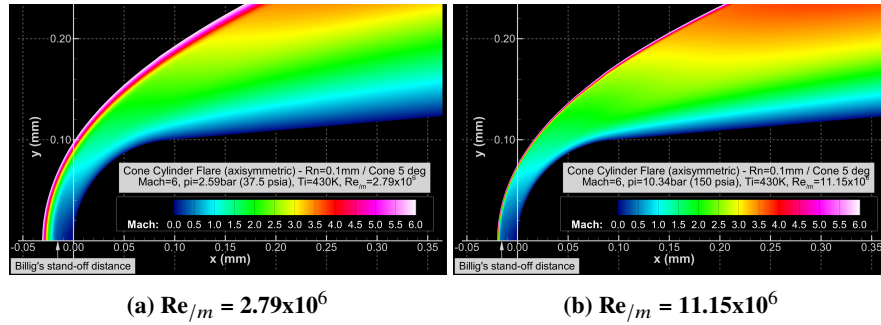 0.20
y (mm)
0.10
Cone Cylinder Flare (axisymmetric) - Rn=0.1mm / Cone 5 deg
Mach=6, pi=2.59bar (37.5 psia), Ti=430K, Re/m=2.79x10^6
Mach: 0.0 0.5 1.0 1.5 2.0 2.5 3.0 3.5 4.0 4.5 5.0 5.5 6.0
-0.05 0.00 0.05 0.10 0.15 0.20 0.25 0.30 0.35
x (mm)
Billig's stand-off distance
(a) Re/m = 2.79x10^6
0.20
y (mm)
0.10
Cone Cylinder Flare (axisymmetric) - Rn=0.1mm / Cone 5 deg
Mach=6, pi=10.34bar (150 psia), Ti=430K, Re/m=11.15x10^6
Mach: 0.0 0.5 1.0 1.5 2.0 2.5 3.0 3.5 4.0 4.5 5.0 5.5 6.0
-0.05 0.00 0.05 0.10 0.15 0.20 0.25 0.30 0.35
x (mm)
Billig's stand-off distance
(b) Re/m = 11.15x10^6